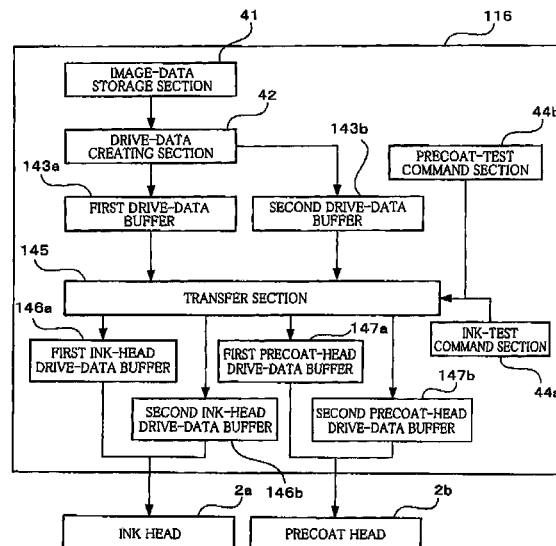 41
116
IMAGE-DATA
STORAGE SECTION
42
44b
DRIVE-DATA
CREATING SECTION
143b
143a
PRECOAT-TEST
COMMAND SECTION
FIRST DRIVE-DATA
BUFFER
SECOND DRIVE-DATA
BUFFER
145
TRANSFER SECTION
146a
147a
INK-TEST
COMMAND SECTION
FIRST INK-HEAD
DRIVE-DATA BUFFER
FIRST PRECOAT-HEAD
DRIVE-DATA BUFFER
44a
147b
SECOND INK-HEAD
DRIVE-DATA BUFFER
SECOND PRECOAT-HEAD
DRIVE-DATA BUFFER
146b
2a
2b
INK HEAD
PRECOAT HEAD